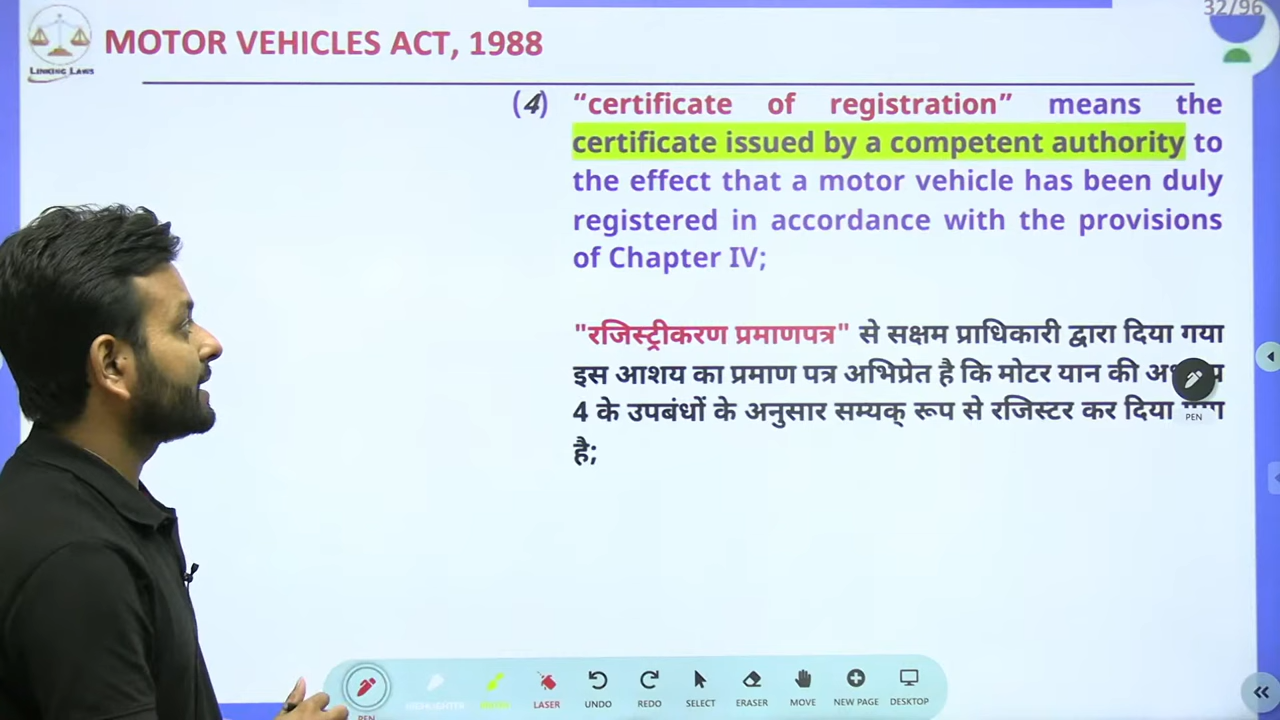 32/96
LINKING LAWS
MOTOR VEHICLES ACT, 1988
(4) “certificate of registration” means the
certificate issued by a competent authority to
the effect that a motor vehicle has been duly
registered in accordance with the provisions
of Chapter IV;
"रजिस्ट्रीकरण प्रमाणपत्र" से सक्षम प्राधिकारी द्वारा दिया गया
इस आशय का प्रमाण पत्र अभिप्रेत है कि मोटर यान की
4 के उपबंधों के अनुसार सम्यक् रूप से रजिस्टर कर दिया
है;
PEN
PEN
HIGHLIGHTER
LASER
UNDO
REDO
SELECT
ERASER
MOVE
NEW PAGE
DESKTOP